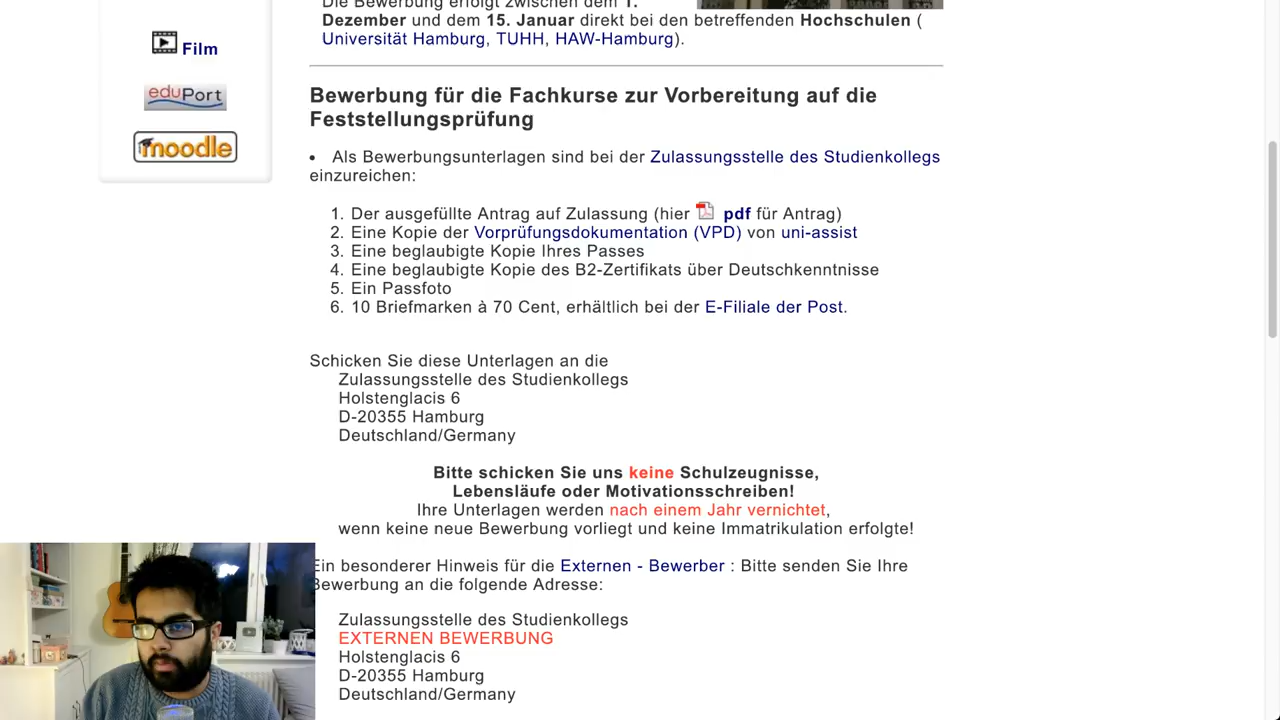 Die Bewerbung erfolgt zwischen dem 1.
Dezember und dem 15. Januar direkt bei den betreffenden Hochschulen (
Universität Hamburg, TUHH, HAW-Hamburg).
Film
eduPort
moodle
Bewerbung für die Fachkurse zur Vorbereitung auf die
Feststellungsprüfung
• Als Bewerbungsunterlagen sind bei der Zulassungsstelle des Studienkollegs
einzureichen:
1. Der ausgefüllte Antrag auf Zulassung (hier pdf für Antrag)
2. Eine Kopie der Vorprüfungsdokumentation (VPD) von uni-assist
3. Eine beglaubigte Kopie Ihres Passes
4. Eine beglaubigte Kopie des B2-Zertifikats über Deutschkenntnisse
5. Ein Passfoto
6. 10 Briefmarken à 70 Cent, erhältlich bei der E-Filiale der Post.
Schicken Sie diese Unterlagen an die
Zulassungsstelle des Studienkollegs
Holstenglacis 6
D-20355 Hamburg
Deutschland/Germany
Bitte schicken Sie uns keine Schulzeugnisse,
Lebensläufe oder Motivationsschreiben!
Ihre Unterlagen werden nach einem Jahr vernichtet,
wenn keine neue Bewerbung vorliegt und keine Immatrikulation erfolgte!
Ein besonderer Hinweis für die Externen - Bewerber : Bitte senden Sie Ihre
Bewerbung an die folgende Adresse:
Zulassungsstelle des Studienkollegs
EXTERNEN BEWERBUNG
Holstenglacis 6
D-20355 Hamburg
Deutschland/Germany